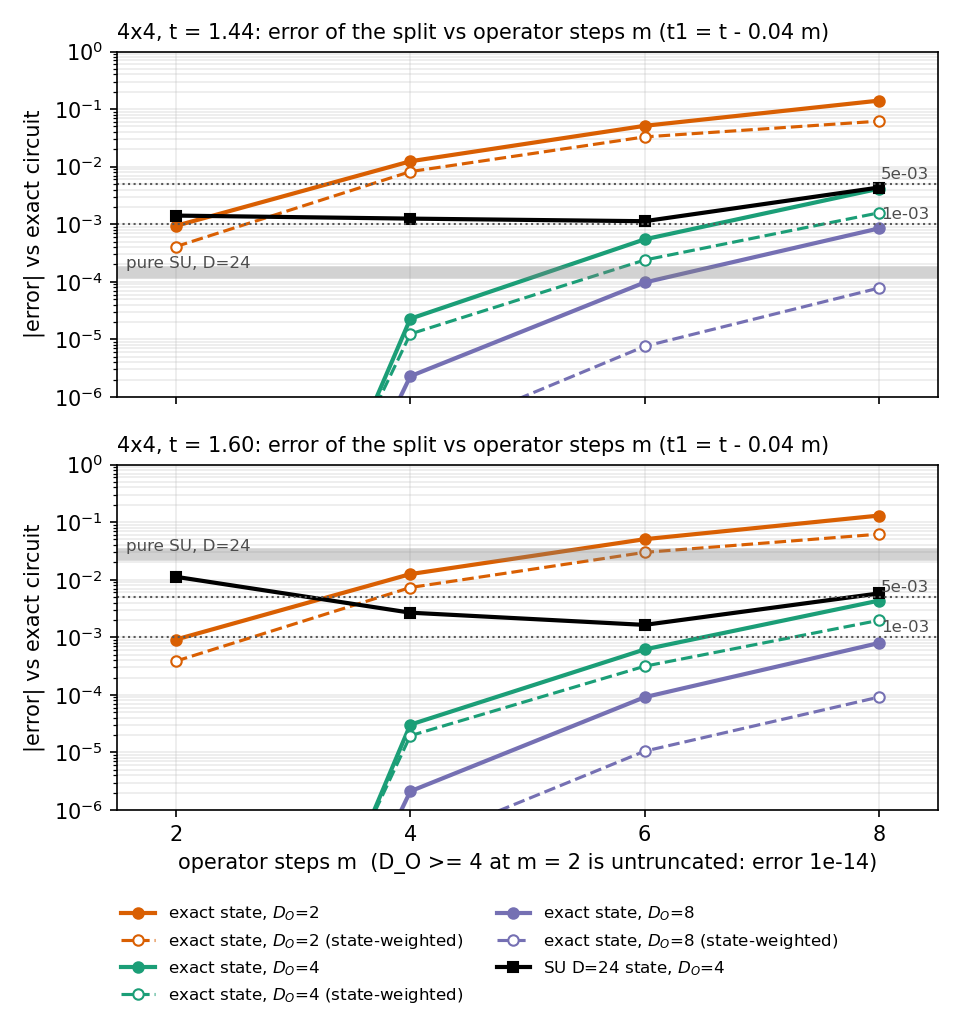 4x4, t = 1.44: error of the split vs operator steps m (t1 = t - 0.04 m)
10⁰
10⁻¹
10⁻²
10⁻³
10⁻⁴
10⁻⁵
10⁻⁶
|error| vs exact circuit
5e-03
1e-03
pure SU, D=24
4x4, t = 1.60: error of the split vs operator steps m (t1 = t - 0.04 m)
10⁰
10⁻¹
10⁻²
10⁻³
10⁻⁴
10⁻⁵
10⁻⁶
|error| vs exact circuit
pure SU, D=24
5e-03
1e-03
2 4 6 8
operator steps m (D_O >= 4 at m = 2 is untruncated: error 1e-14)
exact state, D_O=2
exact state, D_O=2 (state-weighted)
exact state, D_O=4
exact state, D_O=4 (state-weighted)
exact state, D_O=8
exact state, D_O=8 (state-weighted)
SU D=24 state, D_O=4